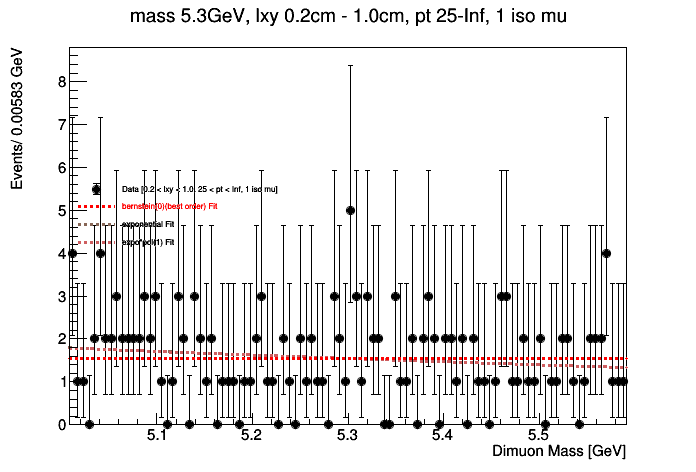 mass 5.3GeV, lxy 0.2cm - 1.0cm, pt 25-Inf, 1 iso mu
Events/ 0.00583 GeV
8
7
6
5
4
3
2
1
0
Data [0.2 < lxy < 1.0, 25 < pt < Inf, 1 iso mu]
bernstein[0](best order) Fit
exponential Fit
expo*pol(1) Fit
5.1 5.2 5.3 5.4 5.5
Dimuon Mass [GeV]